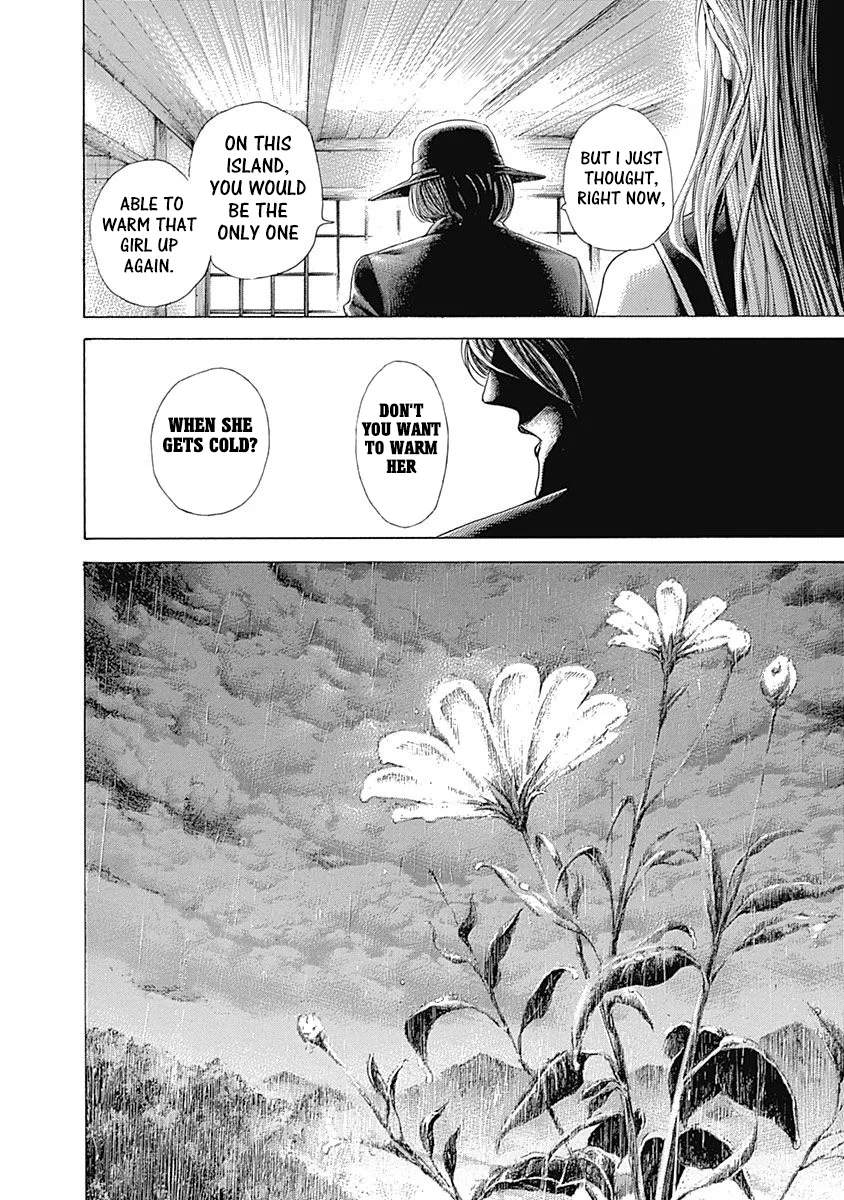 BUT I JUST
THOUGHT,
RIGHT NOW,
ON THIS
ISLAND,
YOU WOULD
BE THE
ONLY ONE
ABLE TO
WARM THAT
GIRL UP
AGAIN.
DON'T
YOU WANT
TO WARM
HER
WHEN SHE
GETS COLD?